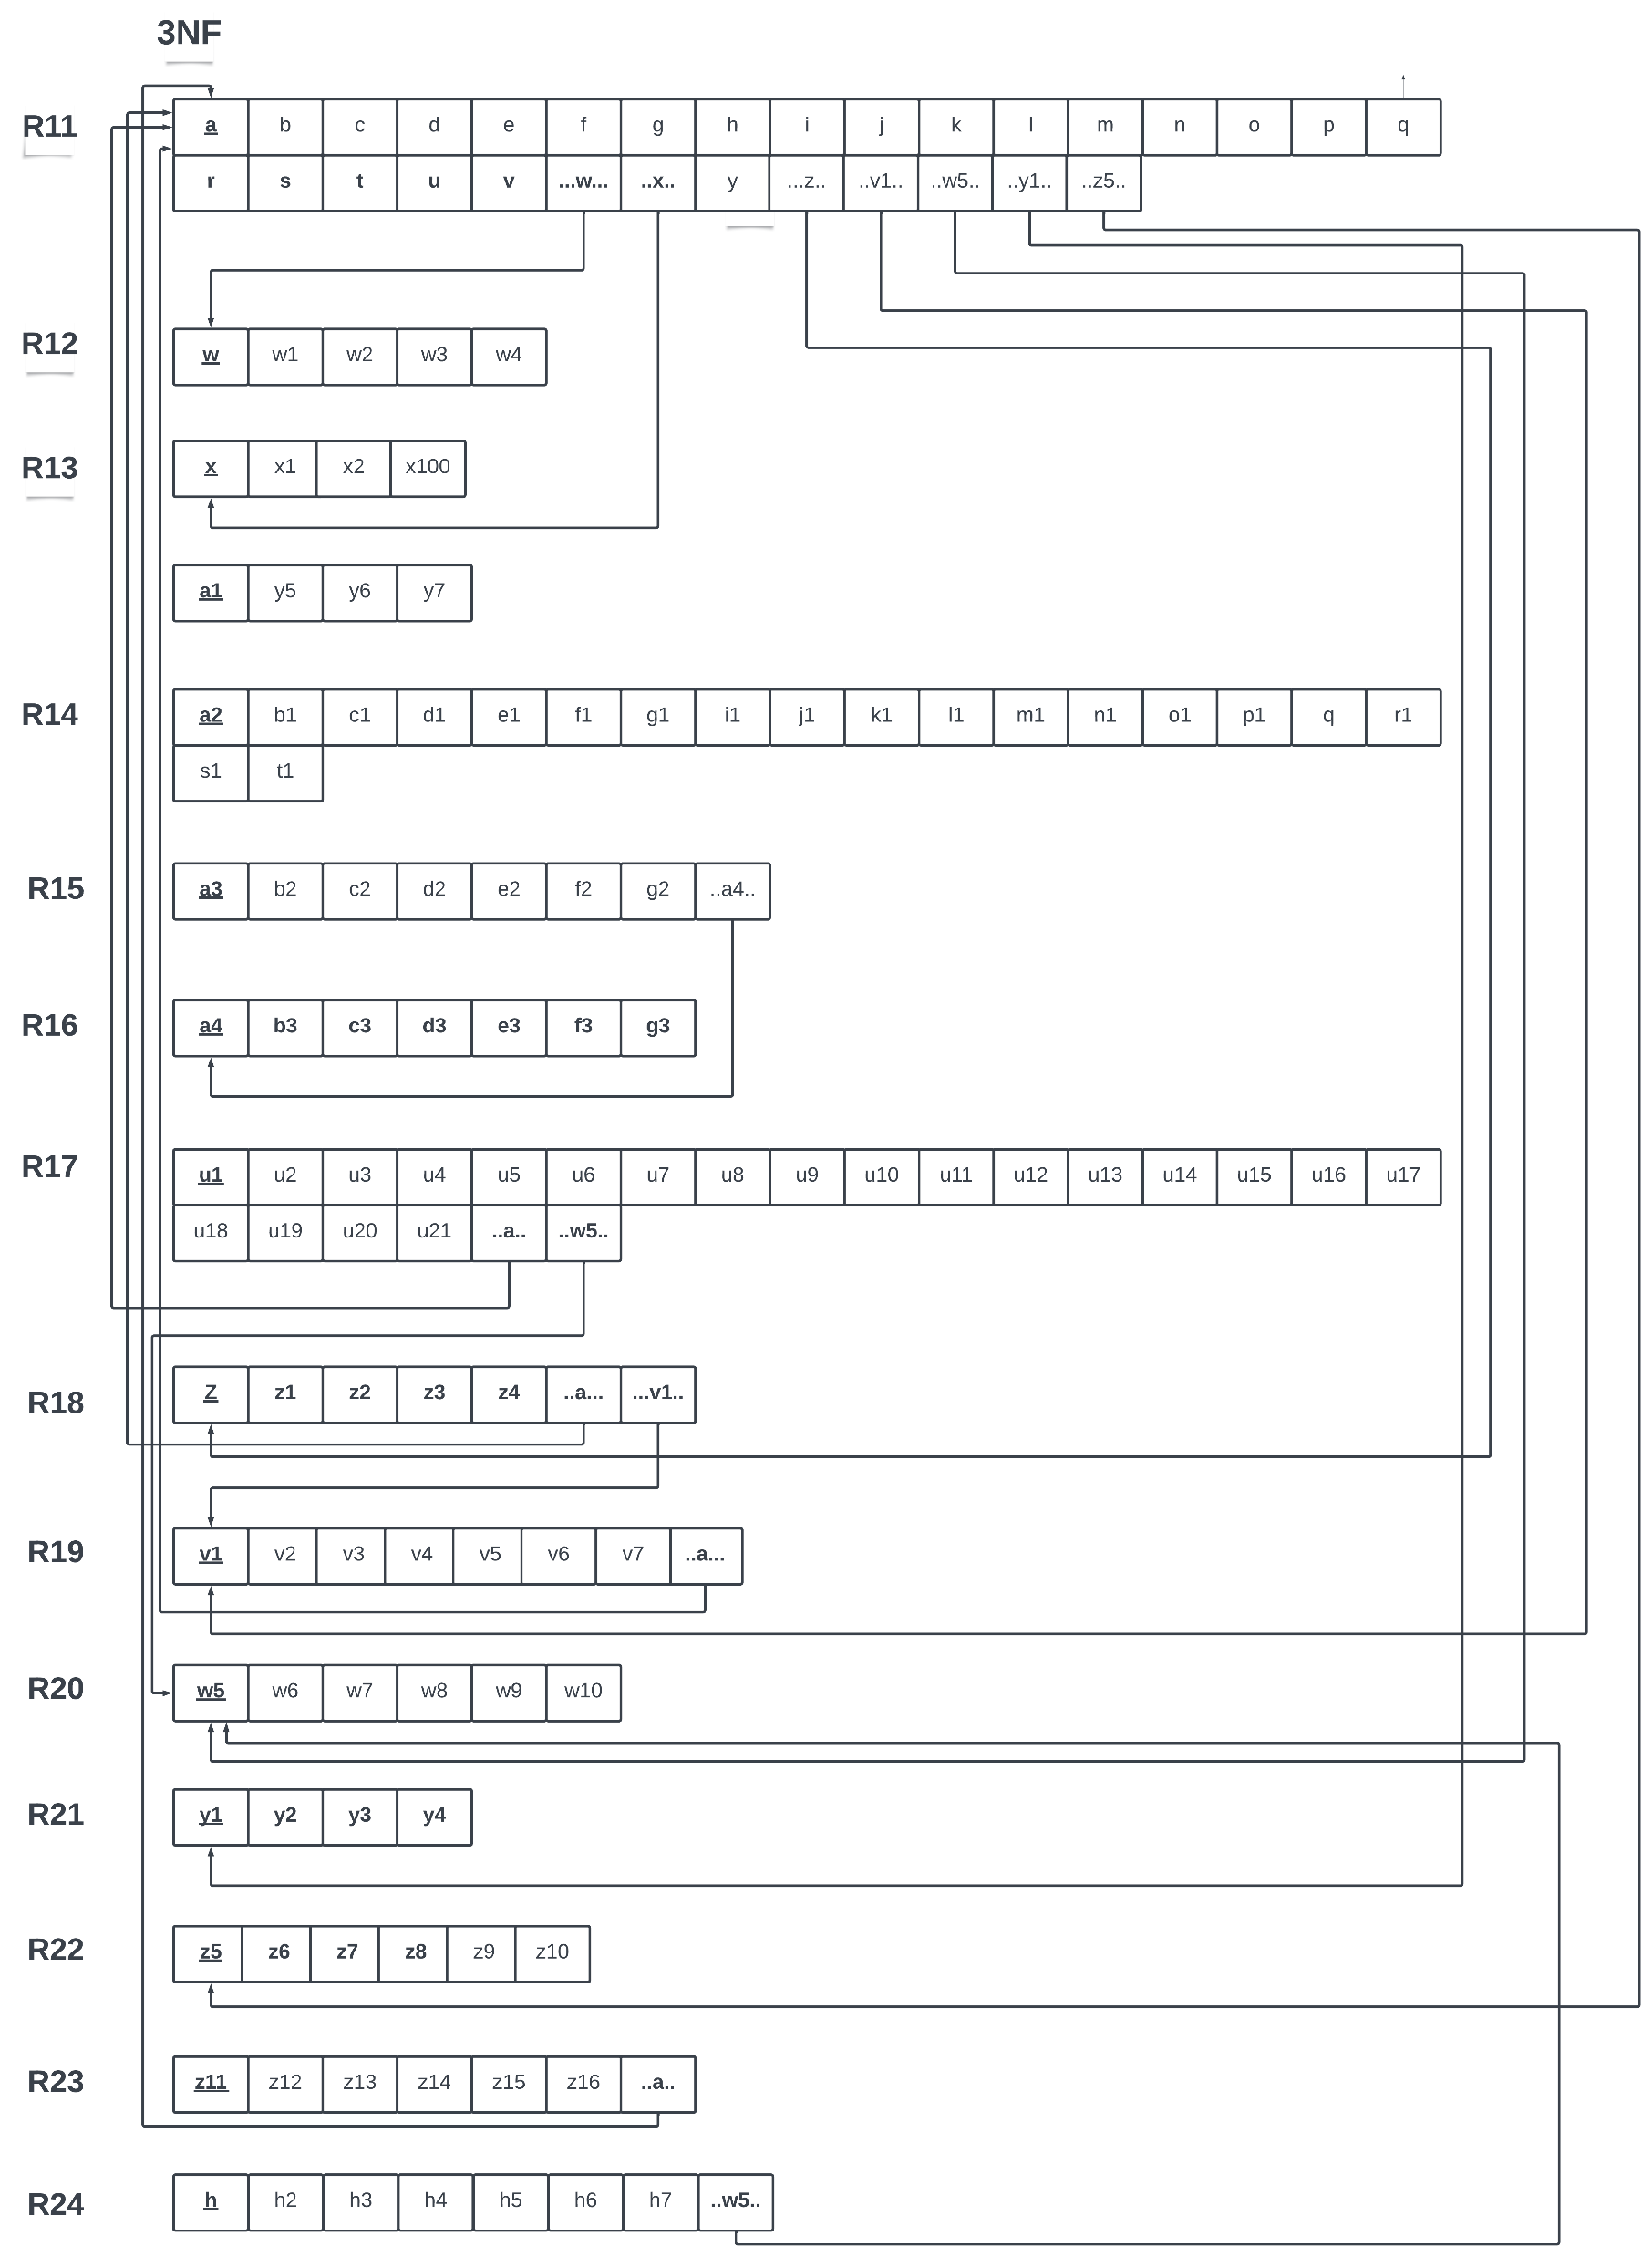 3NF
R11 a b c d e f g h i j k l m n o p q
r s t u v ...w... ..x.. y ...z.. ..v1.. ..w5.. ..y1.. ..z5..
R12 w w1 w2 w3 w4
R13 x x1 x2 x100
a1 y5 y6 y7
R14 a2 b1 c1 d1 e1 f1 g1 i1 j1 k1 l1 m1 n1 o1 p1 q r1
s1 t1
R15 a3 b2 c2 d2 e2 f2 g2 ..a4..
R16 a4 b3 c3 d3 e3 f3 g3
R17 u1 u2 u3 u4 u5 u6 u7 u8 u9 u10 u11 u12 u13 u14 u15 u16 u17
u18 u19 u20 u21 ..a.. ..w5..
R18 Z z1 z2 z3 z4 ..a... ...v1..
R19 v1 v2 v3 v4 v5 v6 v7 ..a...
R20 w5 w6 w7 w8 w9 w10
R21 y1 y2 y3 y4
R22 z5 z6 z7 z8 z9 z10
R23 z11 z12 z13 z14 z15 z16 ..a..
R24 h h2 h3 h4 h5 h6 h7 ..w5..